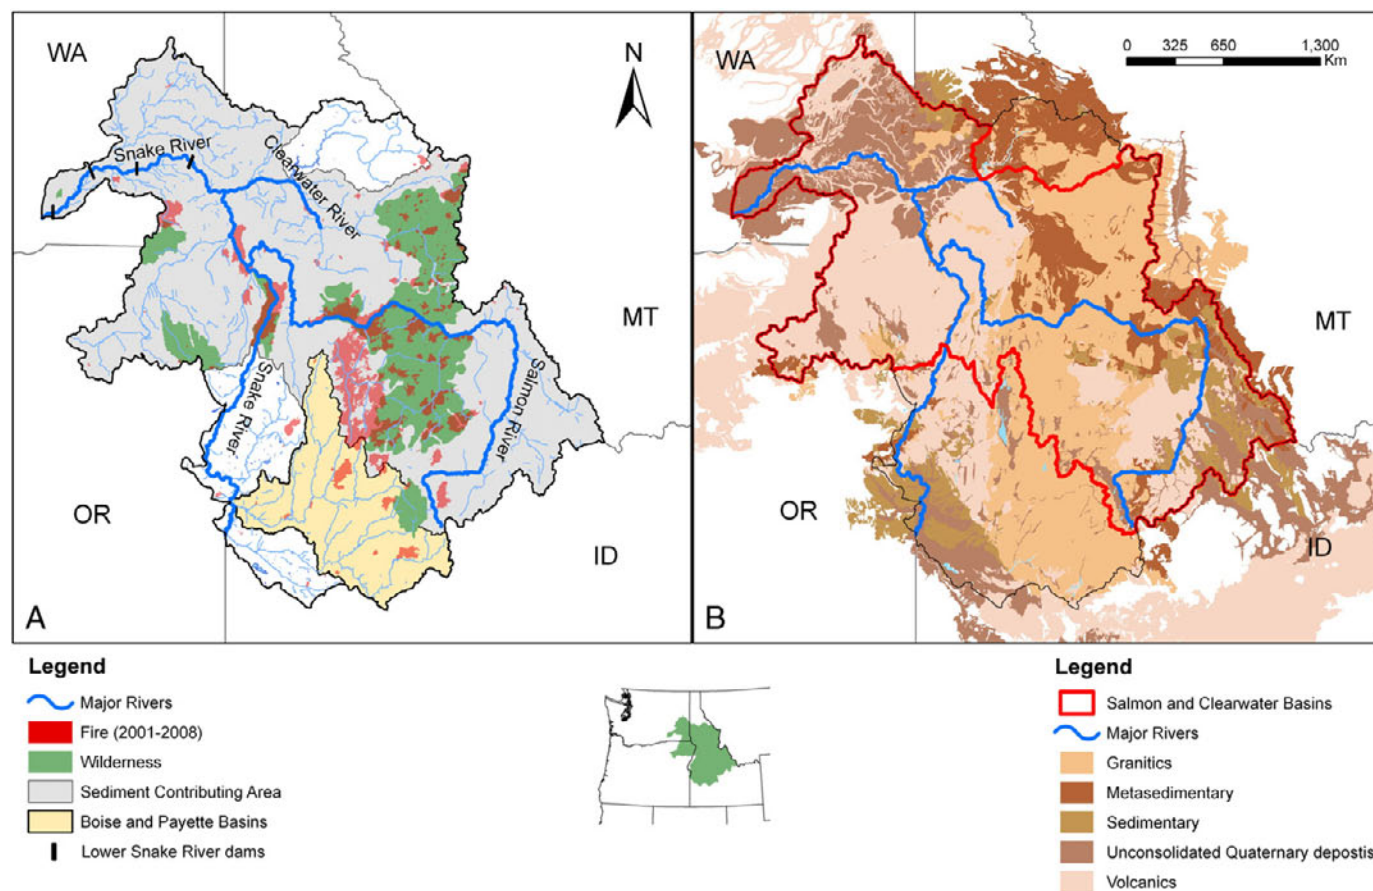 WA
N
Snake River
Clearwater River
MT
Snake River
Salmon River
OR
ID
A
WA
0 325 650 1,300
Km
MT
OR
ID
B
Legend
Major Rivers
Fire (2001-2008)
Wilderness
Sediment Contributing Area
Boise and Payette Basins
Lower Snake River dams
Legend
Salmon and Clearwater Basins
Major Rivers
Granitics
Metasedimentary
Sedimentary
Unconsolidated Quaternary depostis
Volcanics